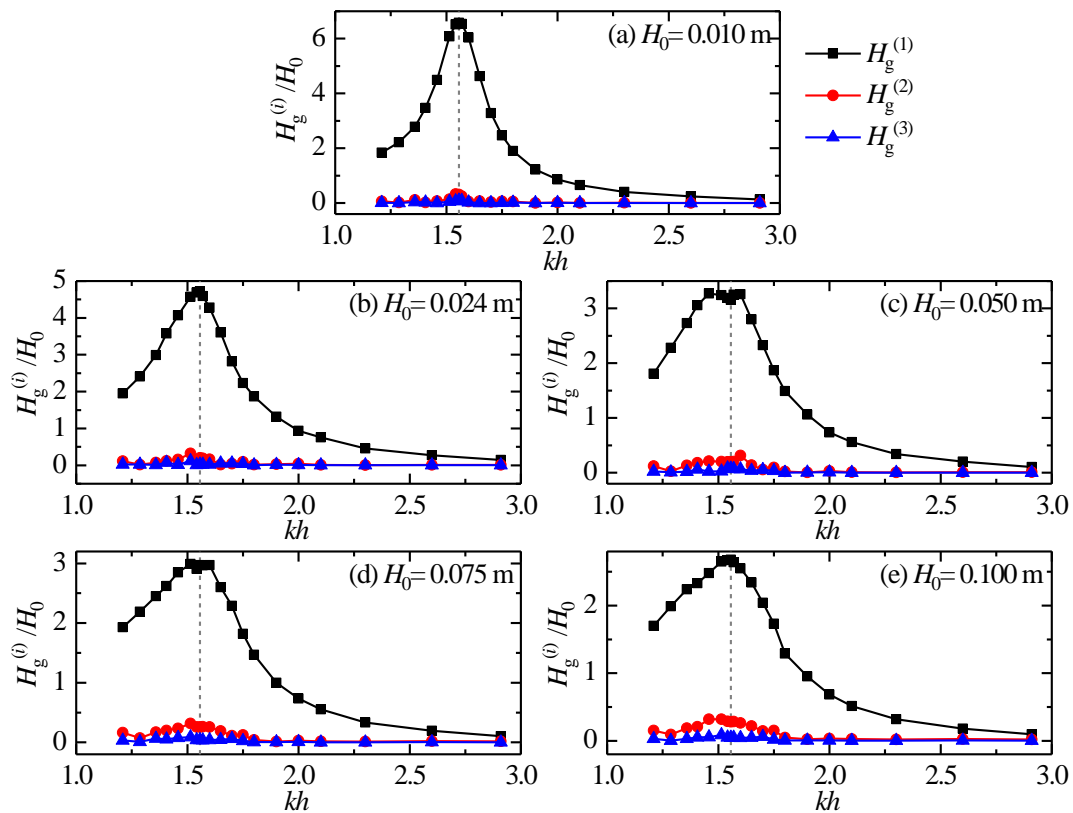 (a) H0= 0.010 m
Hg(1)
Hg(2)
Hg(3)
Hg(i)/H0
6
4
2
0
1.0 1.5 2.0 2.5 3.0
kh
(b) H0= 0.024 m
Hg(i)/H0
5
4
3
2
1
0
1.0 1.5 2.0 2.5 3.0
kh
(c) H0= 0.050 m
Hg(i)/H0
3
2
1
0
1.0 1.5 2.0 2.5 3.0
kh
(d) H0= 0.075 m
Hg(i)/H0
3
2
1
0
1.0 1.5 2.0 2.5 3.0
kh
(e) H0= 0.100 m
Hg(i)/H0
2
1
0
1.0 1.5 2.0 2.5 3.0
kh